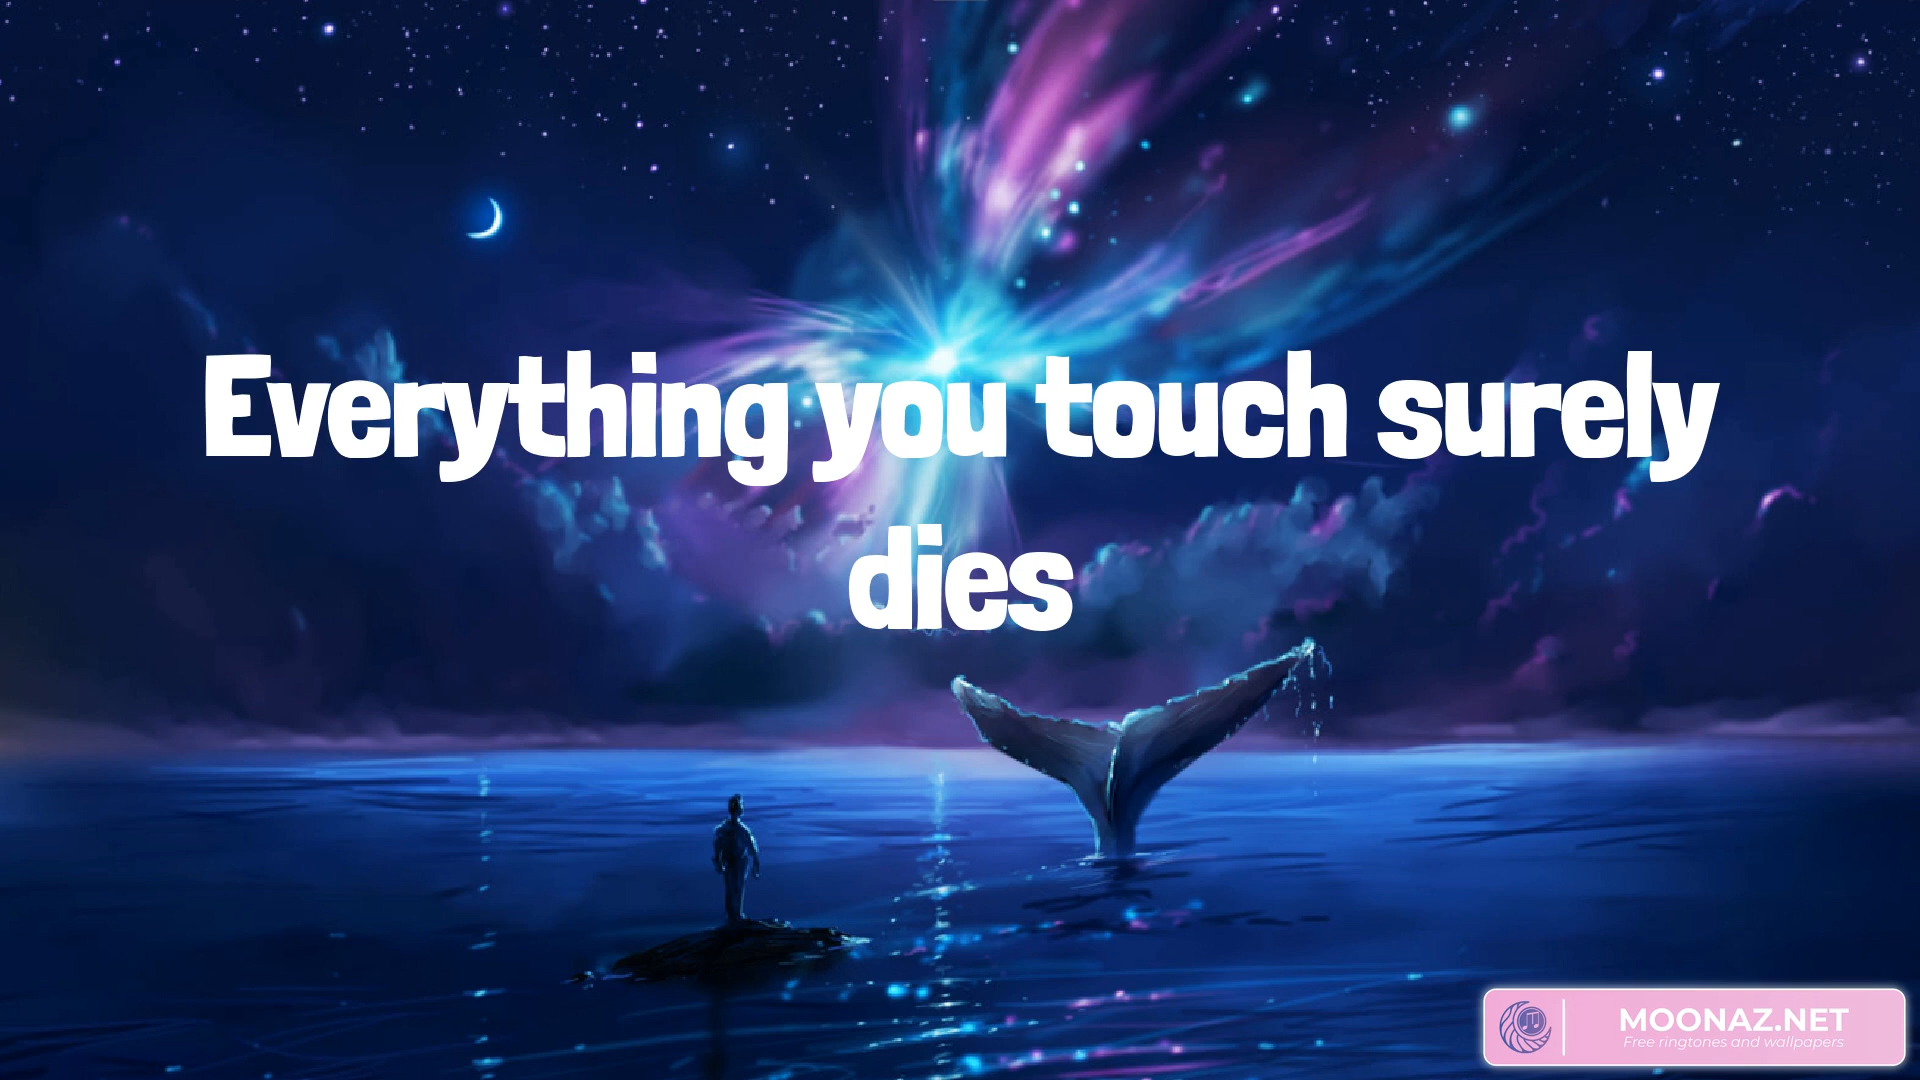 Everything you touch surely
dies
MOONAZ.NET
Free ringtones and wallpapers